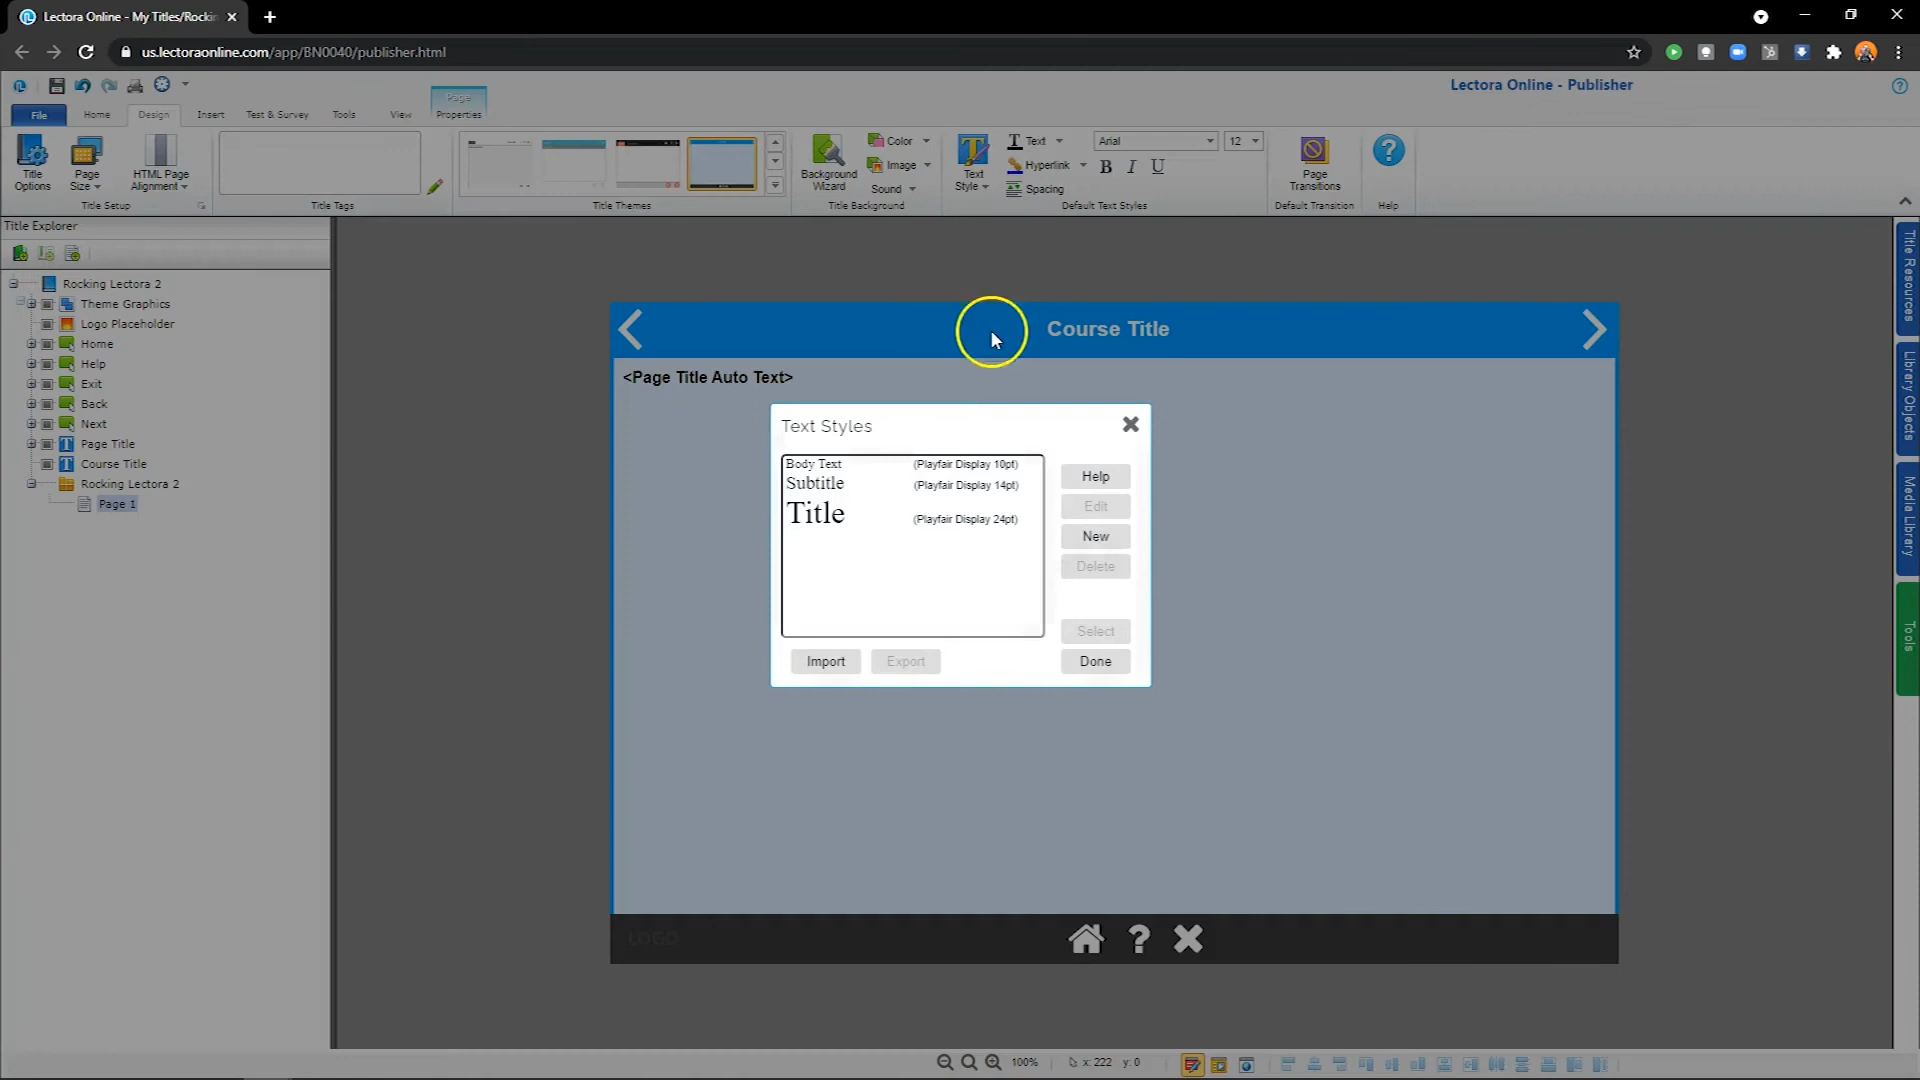 Lectora Online - My Titles/Rockin
us.lectoraonline.com/app/BN0040/publisher.html
Lectora Online - Publisher
File Home Design Insert Test & Survey Tools View Page Properties
Title Options
Page Size
HTML Page Alignment
Title Setup
Title Tags
Title Themes
Background Wizard
Color
Image
Sound
Title Background
Text Style
Text
Hyperlink
Spacing
Arial 12
B I U
Default Text Styles
Page Transitions
Default Transition
Help
Title Explorer
Rocking Lectora 2
Theme Graphics
Logo Placeholder
Home
Help
Exit
Back
Next
Page Title
Course Title
Rocking Lectora 2
Page 1
Course Title
<Page Title Auto Text>
Text Styles
Body Text (Playfair Display 10pt)
Subtitle (Playfair Display 14pt)
Title (Playfair Display 24pt)
Help
Edit
New
Delete
Select
Import Export Done
LOGO
Title Resources
Library Objects
Media Library
Tools
100% x: 222 y: 0